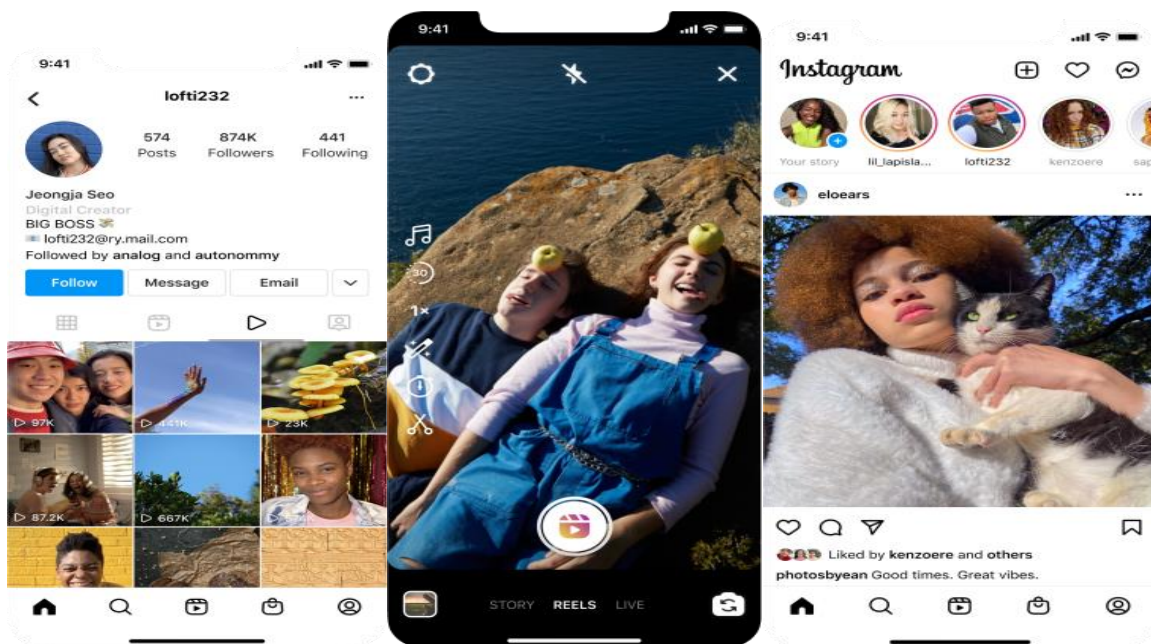 9:41
lofti232
574 874K 441
Posts Followers Following
Jeongja Seo
Digital Creator
BIG BOSS
lofti232@ry.mail.com
Followed by analog and autonommy
Follow Message Email
97K 441K 23K
87.2K 667K
9:41
30
1×
STORY REELS LIVE
9:41
Instagram
Your story lil_lapisla... lofti232 kenzoere sap
eloears
Liked by kenzoere and others
photosbyean Good times. Great vibes.